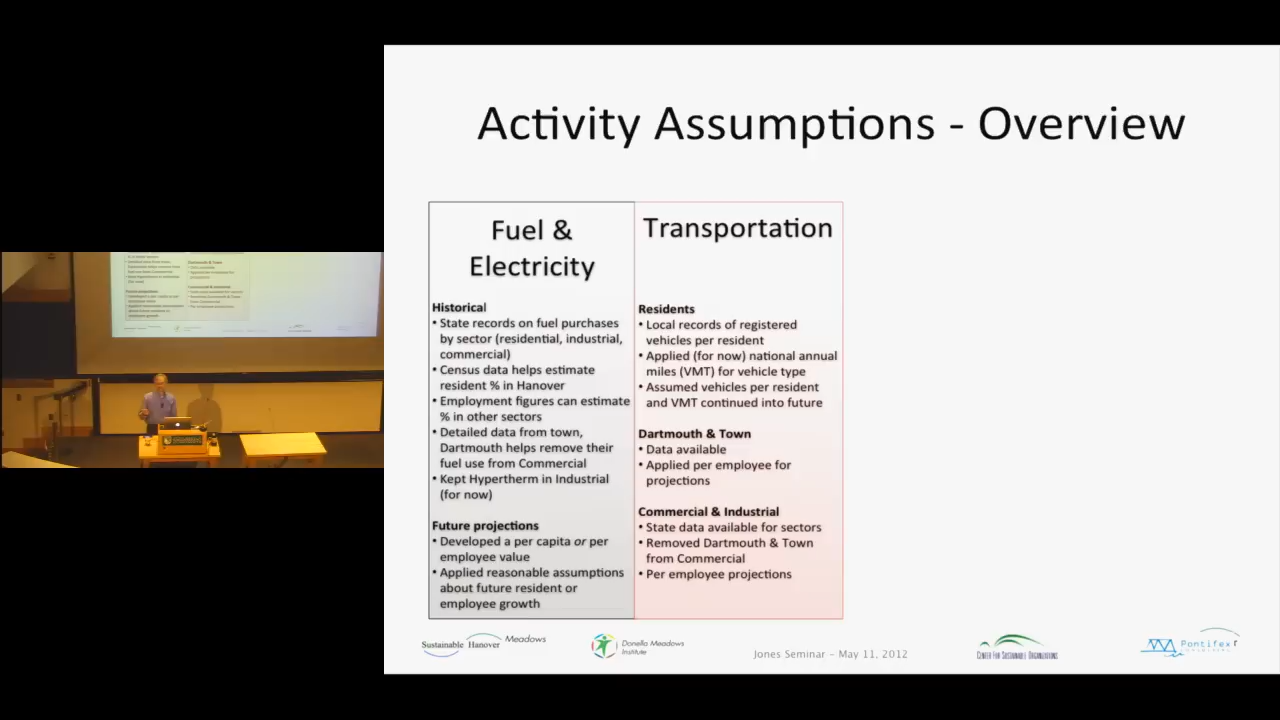 Activity Assumptions - Overview
Fuel &
Electricity
Historical
• State records on fuel purchases
by sector (residential, industrial,
commercial)
• Census data helps estimate
resident % in Hanover
• Employment figures can estimate
% in other sectors
• Detailed data from town,
Dartmouth helps remove their
fuel use from Commercial
• Kept Hypertherm in Industrial
(for now)
Future projections
• Developed a per capita or per
employee value
• Applied reasonable assumptions
about future resident or
employee growth
Transportation
Residents
• Local records of registered
vehicles per resident
• Applied (for now) national annual
miles (VMT) for vehicle type
• Assumed vehicles per resident
and VMT continued into future
Dartmouth & Town
• Data available
• Applied per employee for
projections
Commercial & Industrial
• State data available for sectors
• Removed Dartmouth & Town
from Commercial
• Per employee projections
Sustainable Hanover
Meadows
Donella Meadows
Institute
Jones Seminar – May 11, 2012
Center for Sustainable Organizations
Pontifex